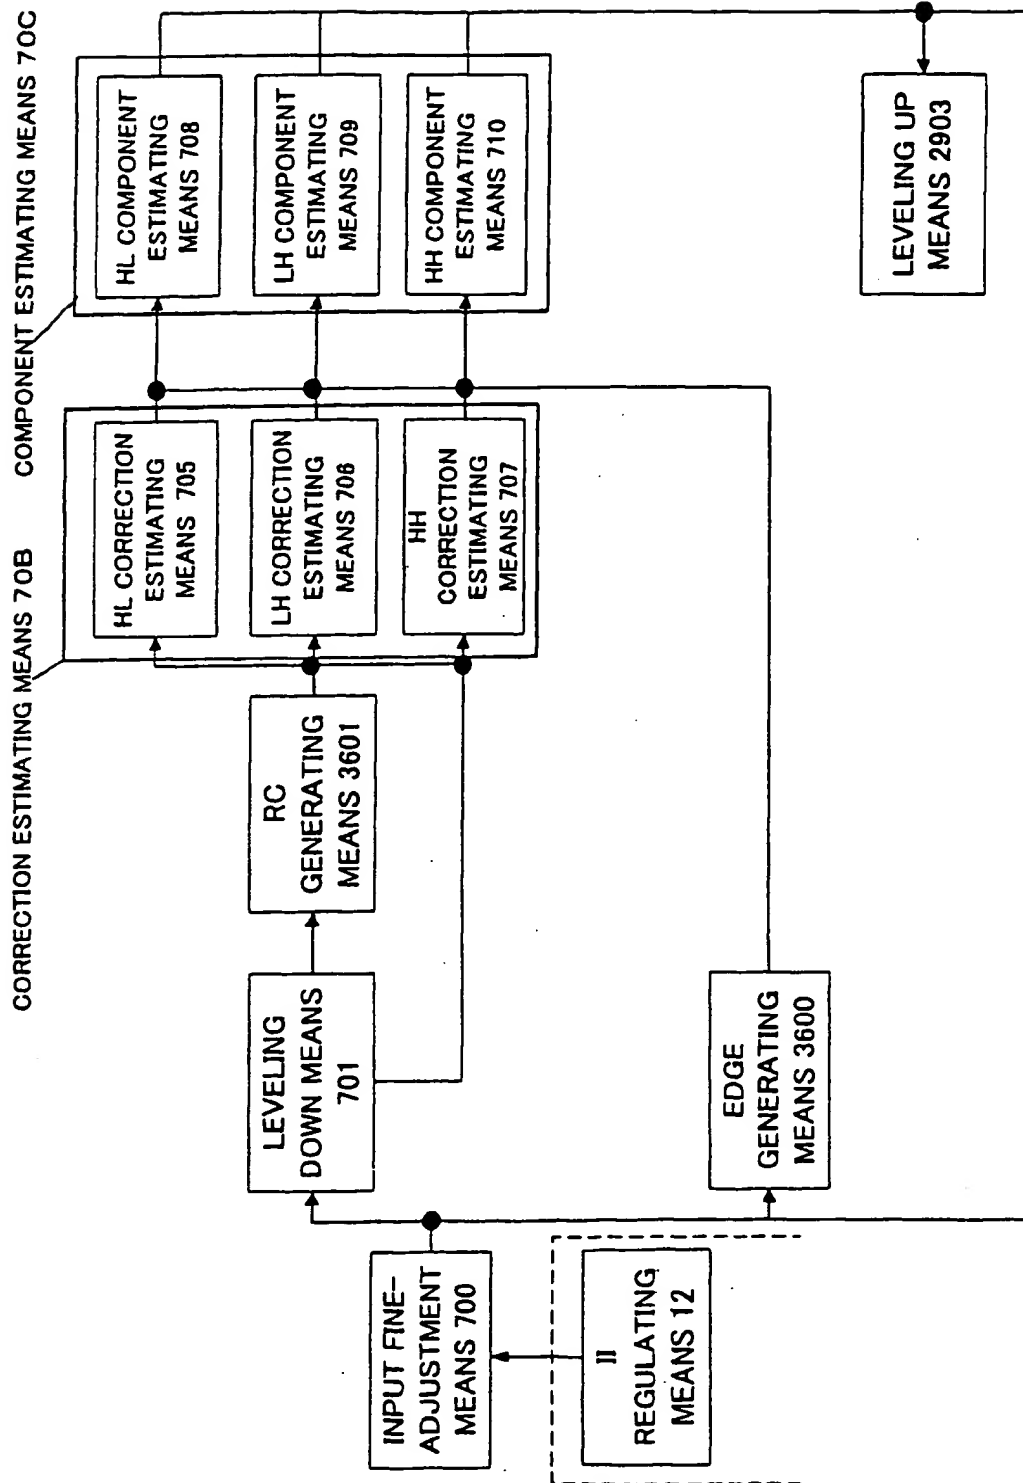 CORRECTION ESTIMATING MEANS 70B
COMPONENT ESTIMATING MEANS 70C
HL CORRECTION
ESTIMATING
MEANS 705
HL COMPONENT
ESTIMATING
MEANS 708
LH CORRECTION
ESTIMATING
MEANS 706
LH COMPONENT
ESTIMATING
MEANS 709
HH
CORRECTION
ESTIMATING
MEANS 707
HH COMPONENT
ESTIMATING
MEANS 710
LEVELING
DOWN MEANS
701
RC
GENERATING
MEANS 3601
INPUT FINE-
ADJUSTMENT
MEANS 700
II
REGULATING
MEANS 12
EDGE
GENERATING
MEANS 3600
LEVELING UP
MEANS 2903